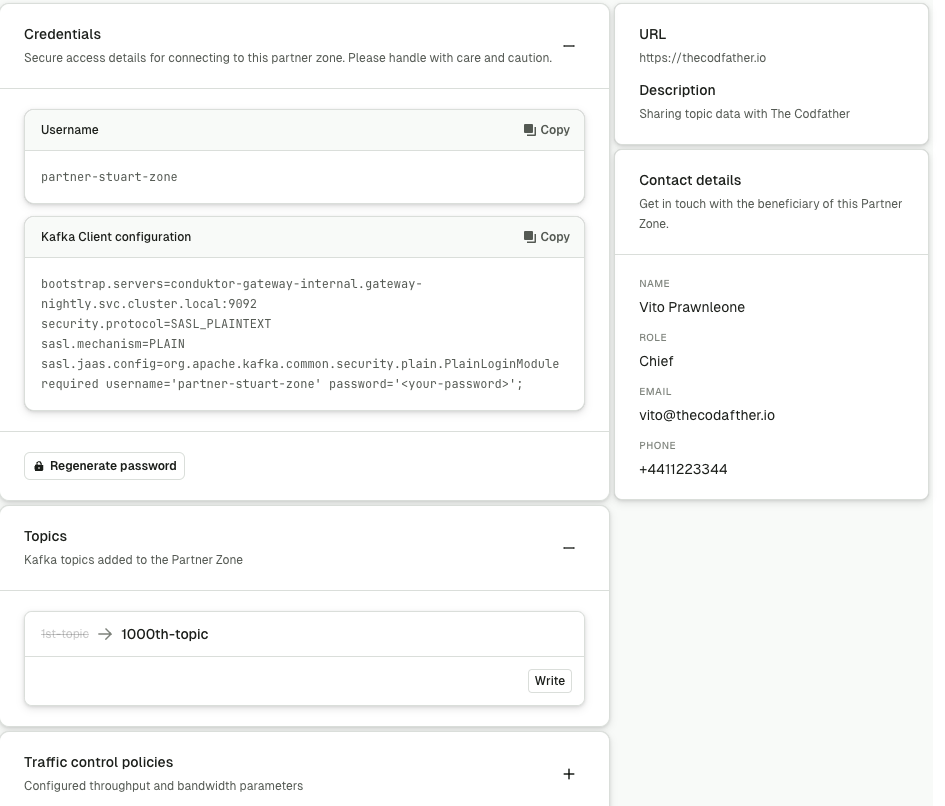 Credentials
Secure access details for connecting to this partner zone. Please handle with care and caution.
Username
Copy
partner-stuart-zone
Kafka Client configuration
Copy
bootstrap.servers=conduktor-gateway-internal.gateway-
nightly.svc.cluster.local:9092
security.protocol=SASL_PLAINTEXT
sasl.mechanism=PLAIN
sasl.jaas.config=org.apache.kafka.common.security.plain.PlainLoginModule
required username='partner-stuart-zone' password='<your-password>';
Regenerate password
Topics
Kafka topics added to the Partner Zone
1st-topic → 1000th-topic
Write
Traffic control policies
Configured throughput and bandwidth parameters
URL
https://thecodfather.io
Description
Sharing topic data with The Codfather
Contact details
Get in touch with the beneficiary of this Partner
Zone.
NAME
Vito Prawnleone
ROLE
Chief
EMAIL
vito@thecodafther.io
PHONE
+4411223344